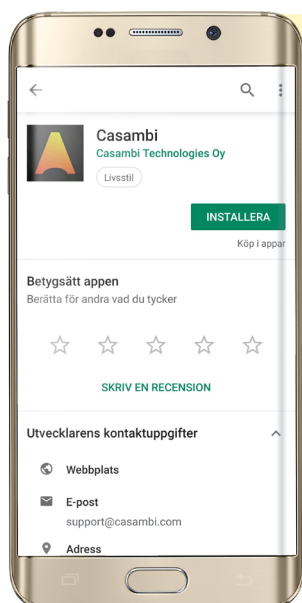 Casambi
Casambi Technologies Oy
Livsstil
INSTALLERA
Köp i appar
Betygsätt appen
Berätta för andra vad du tycker
SKRIV EN RECENSION
Utvecklarens kontaktuppgifter
Webbplats
E-post
support@casambi.com
Adress